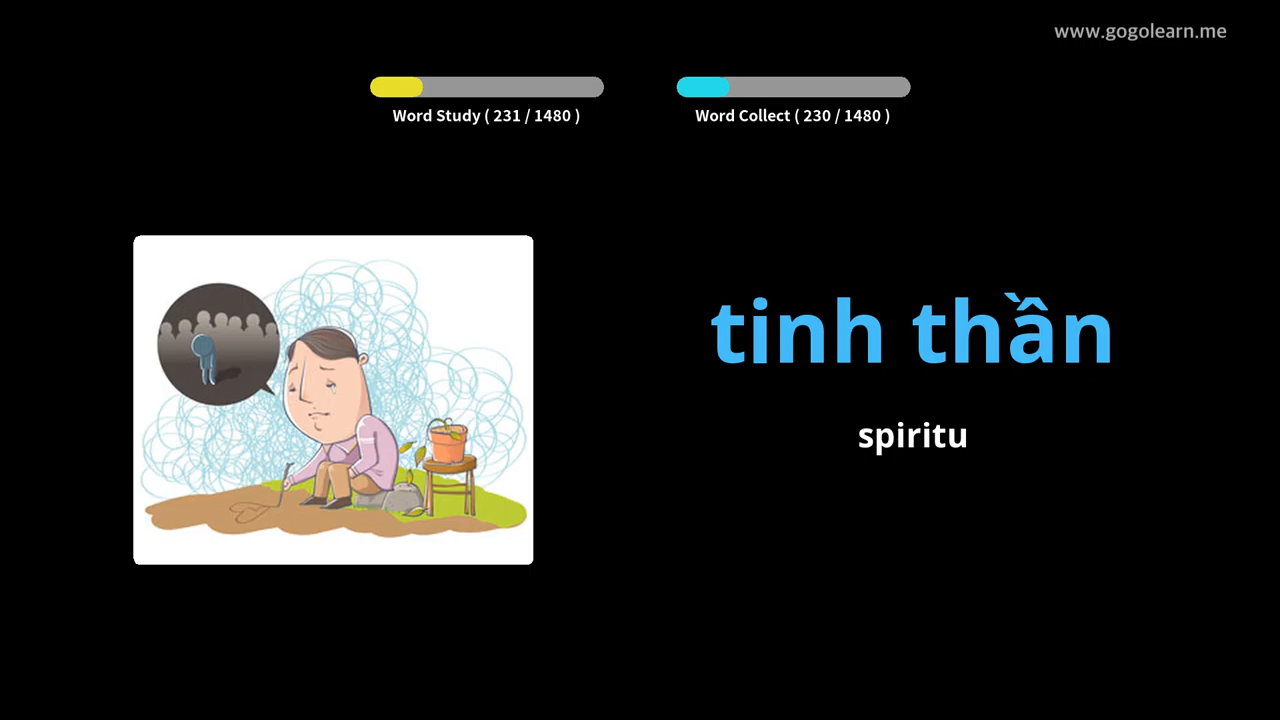 www.gogolearn.me
Word Study ( 231 / 1480 )
Word Collect ( 230 / 1480 )
tinh thần
spiritu